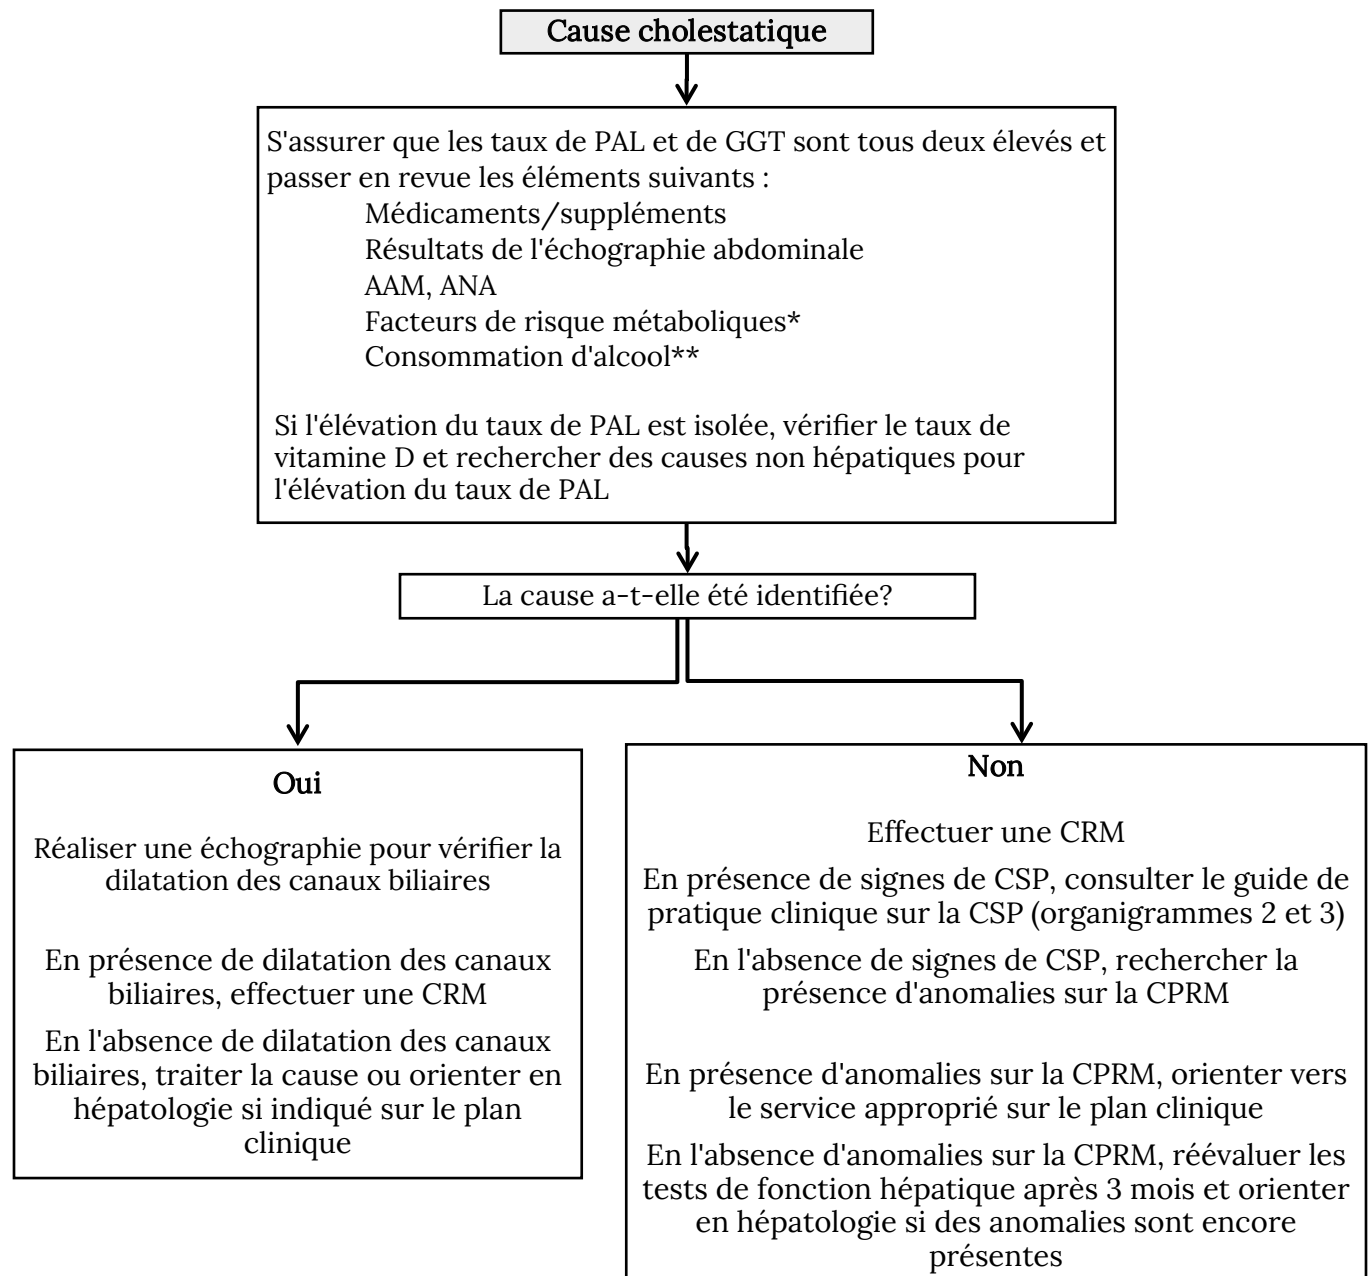 Cause cholestatique
S'assurer que les taux de PAL et de GGT sont tous deux élevés et
passer en revue les éléments suivants :
Médicaments/suppléments
Résultats de l'échographie abdominale
AAM, ANA
Facteurs de risque métaboliques*
Consommation d'alcool**
Si l'élévation du taux de PAL est isolée, vérifier le taux de
vitamine D et rechercher des causes non hépatiques pour
l'élévation du taux de PAL
La cause a-t-elle été identifiée?
Oui
Réaliser une échographie pour vérifier la
dilatation des canaux biliaires
En présence de dilatation des canaux
biliaires, effectuer une CRM
En l'absence de dilatation des canaux
biliaires, traiter la cause ou orienter en
hépatologie si indiqué sur le plan
clinique
Non
Effectuer une CRM
En présence de signes de CSP, consulter le guide de
pratique clinique sur la CSP (organigrammes 2 et 3)
En l'absence de signes de CSP, rechercher la
présence d'anomalies sur la CPRM
En présence d'anomalies sur la CPRM, orienter vers
le service approprié sur le plan clinique
En l'absence d'anomalies sur la CPRM, réévaluer les
tests de fonction hépatique après 3 mois et orienter
en hépatologie si des anomalies sont encore
présentes